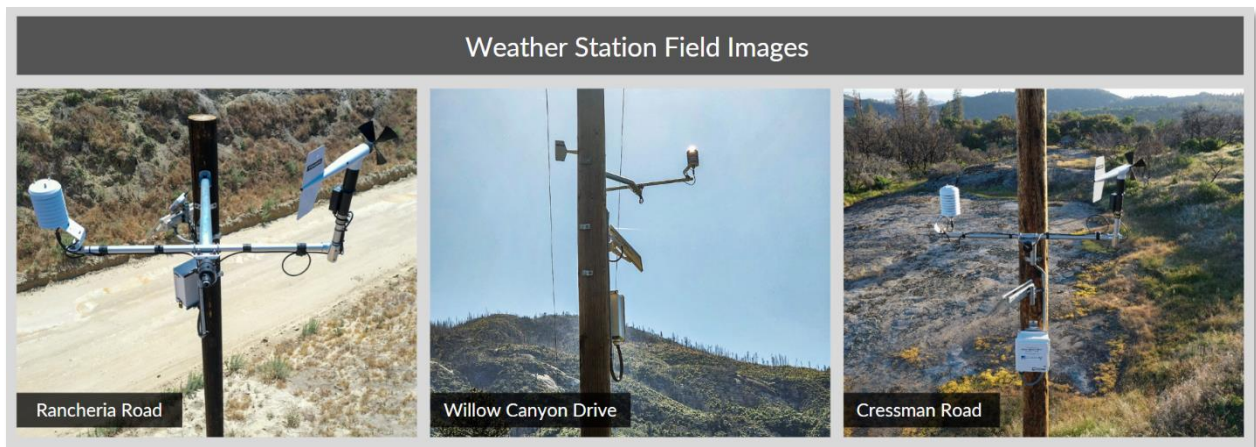 Weather Station Field Images
Rancheria Road
Willow Canyon Drive
Cressman Road